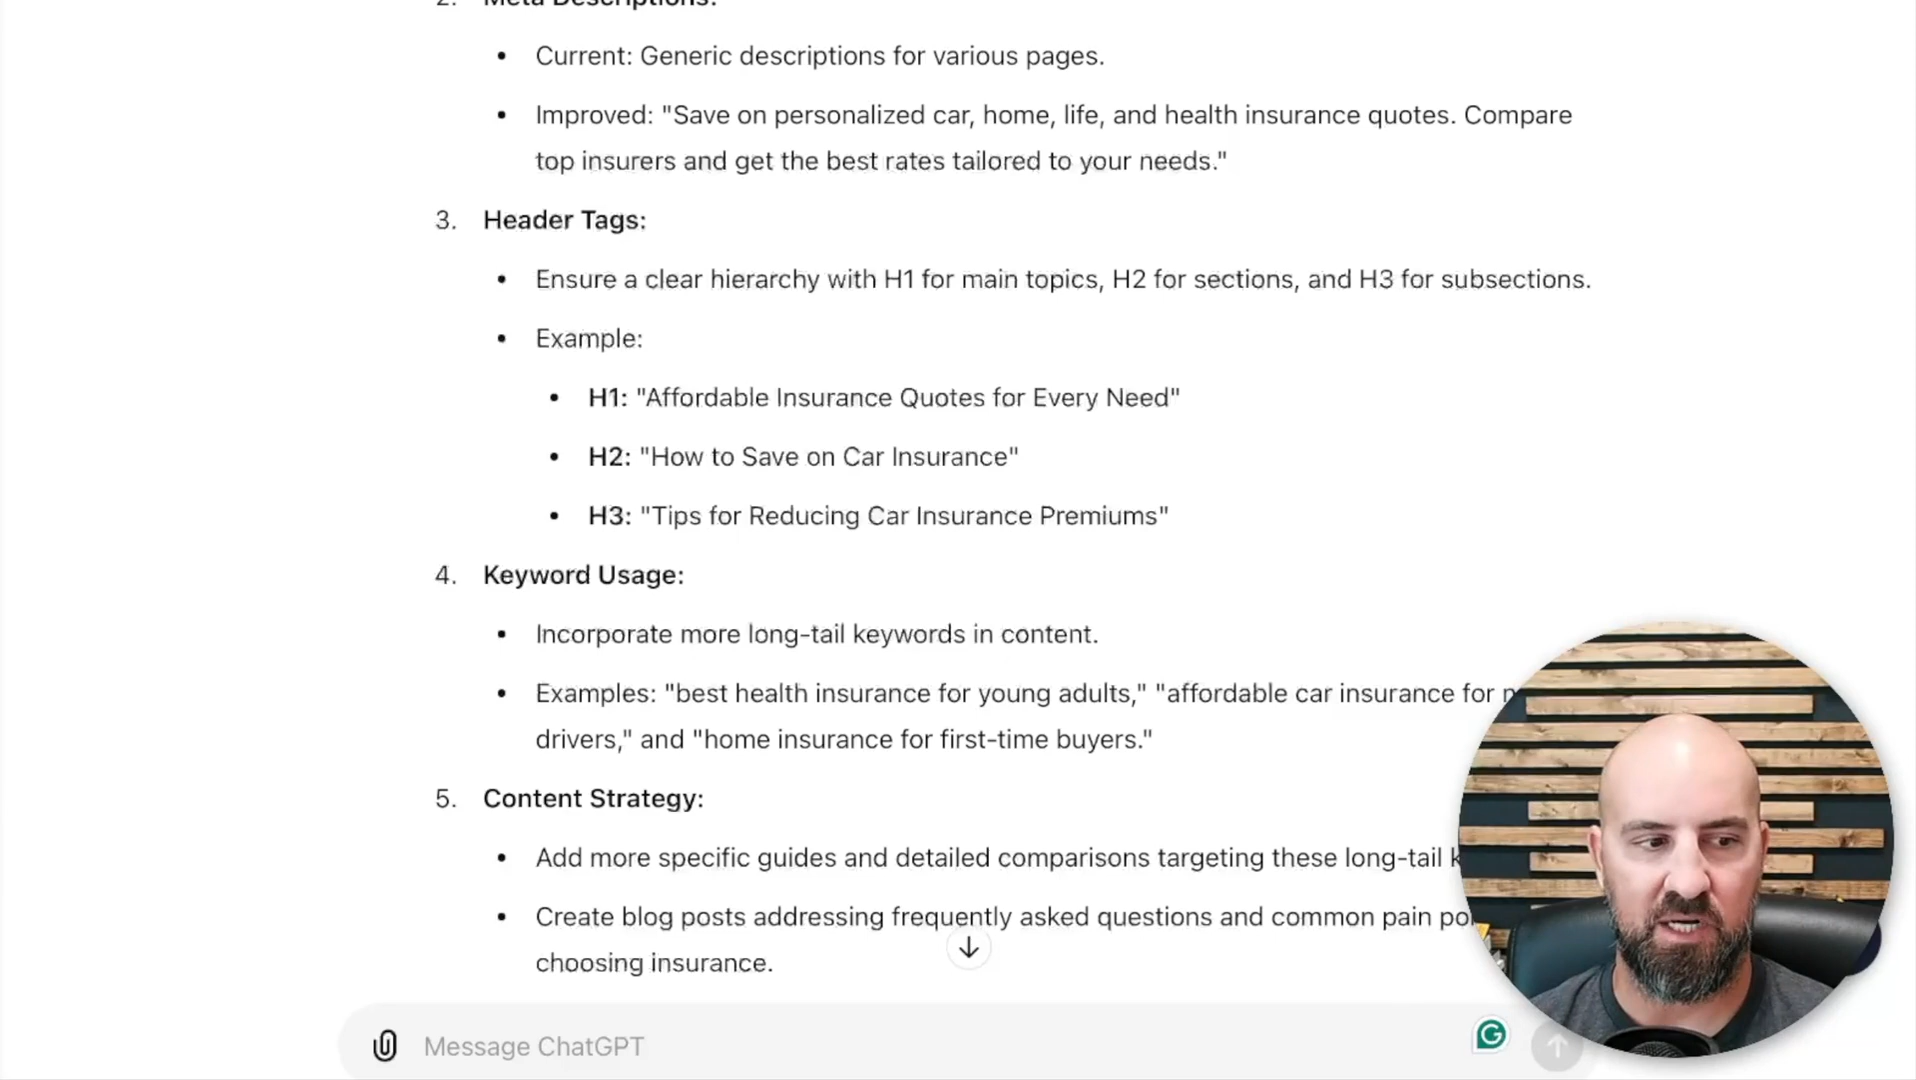 2. Meta Descriptions:
• Current: Generic descriptions for various pages.
• Improved: "Save on personalized car, home, life, and health insurance quotes. Compare
top insurers and get the best rates tailored to your needs."
3. Header Tags:
• Ensure a clear hierarchy with H1 for main topics, H2 for sections, and H3 for subsections.
• Example:
• H1: "Affordable Insurance Quotes for Every Need"
• H2: "How to Save on Car Insurance"
• H3: "Tips for Reducing Car Insurance Premiums"
4. Keyword Usage:
• Incorporate more long-tail keywords in content.
• Examples: "best health insurance for young adults," "affordable car insurance for
drivers," and "home insurance for first-time buyers."
5. Content Strategy:
• Add more specific guides and detailed comparisons targeting these long-tail
• Create blog posts addressing frequently asked questions and common pain
choosing insurance.
Message ChatGPT